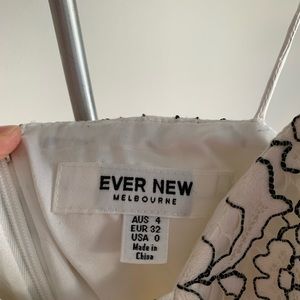 EVER NEW
MELBOURNE
AUS 4
EUR 32
USA 0
Made in
China